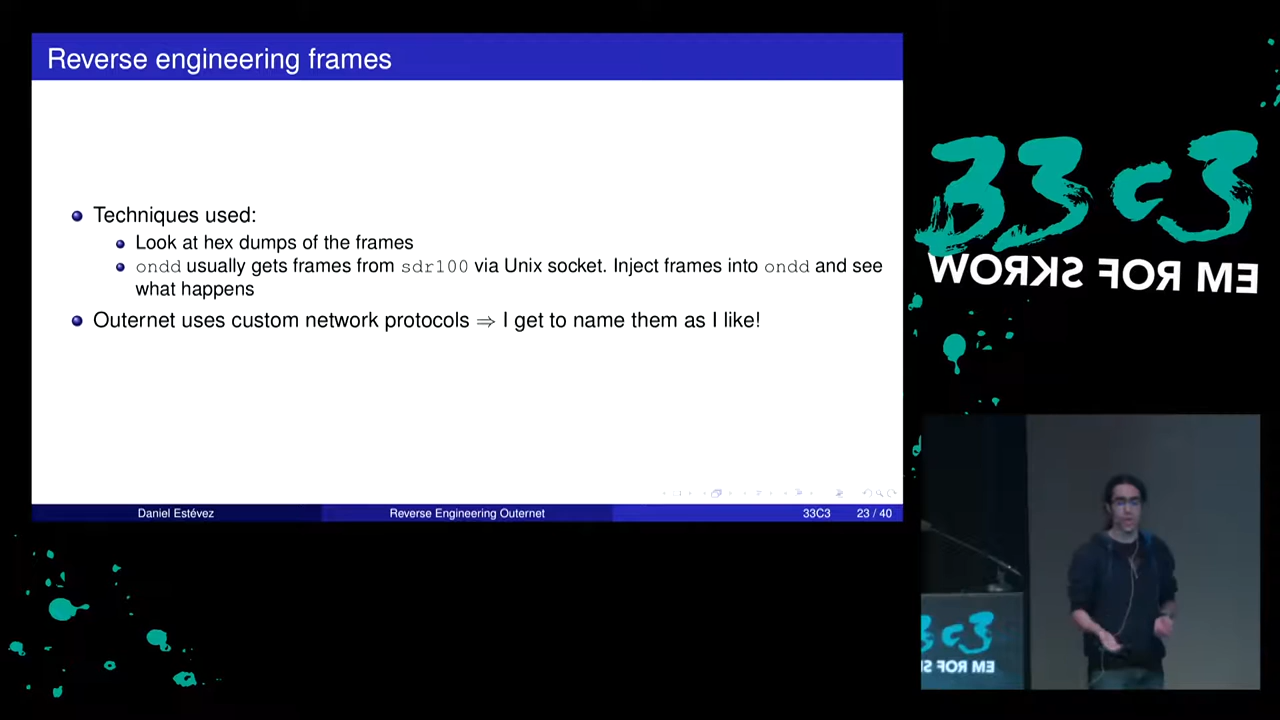 Reverse engineering frames
Techniques used:
Look at hex dumps of the frames
ondd usually gets frames from sdr100 via Unix socket. Inject frames into ondd and see
what happens
Outernet uses custom network protocols ⇒ I get to name them as I like!
Daniel Estévez
Reverse Engineering Outernet
33C3
23 / 40
33C3
WORKS FOR ME
33C3
WORKS FOR ME